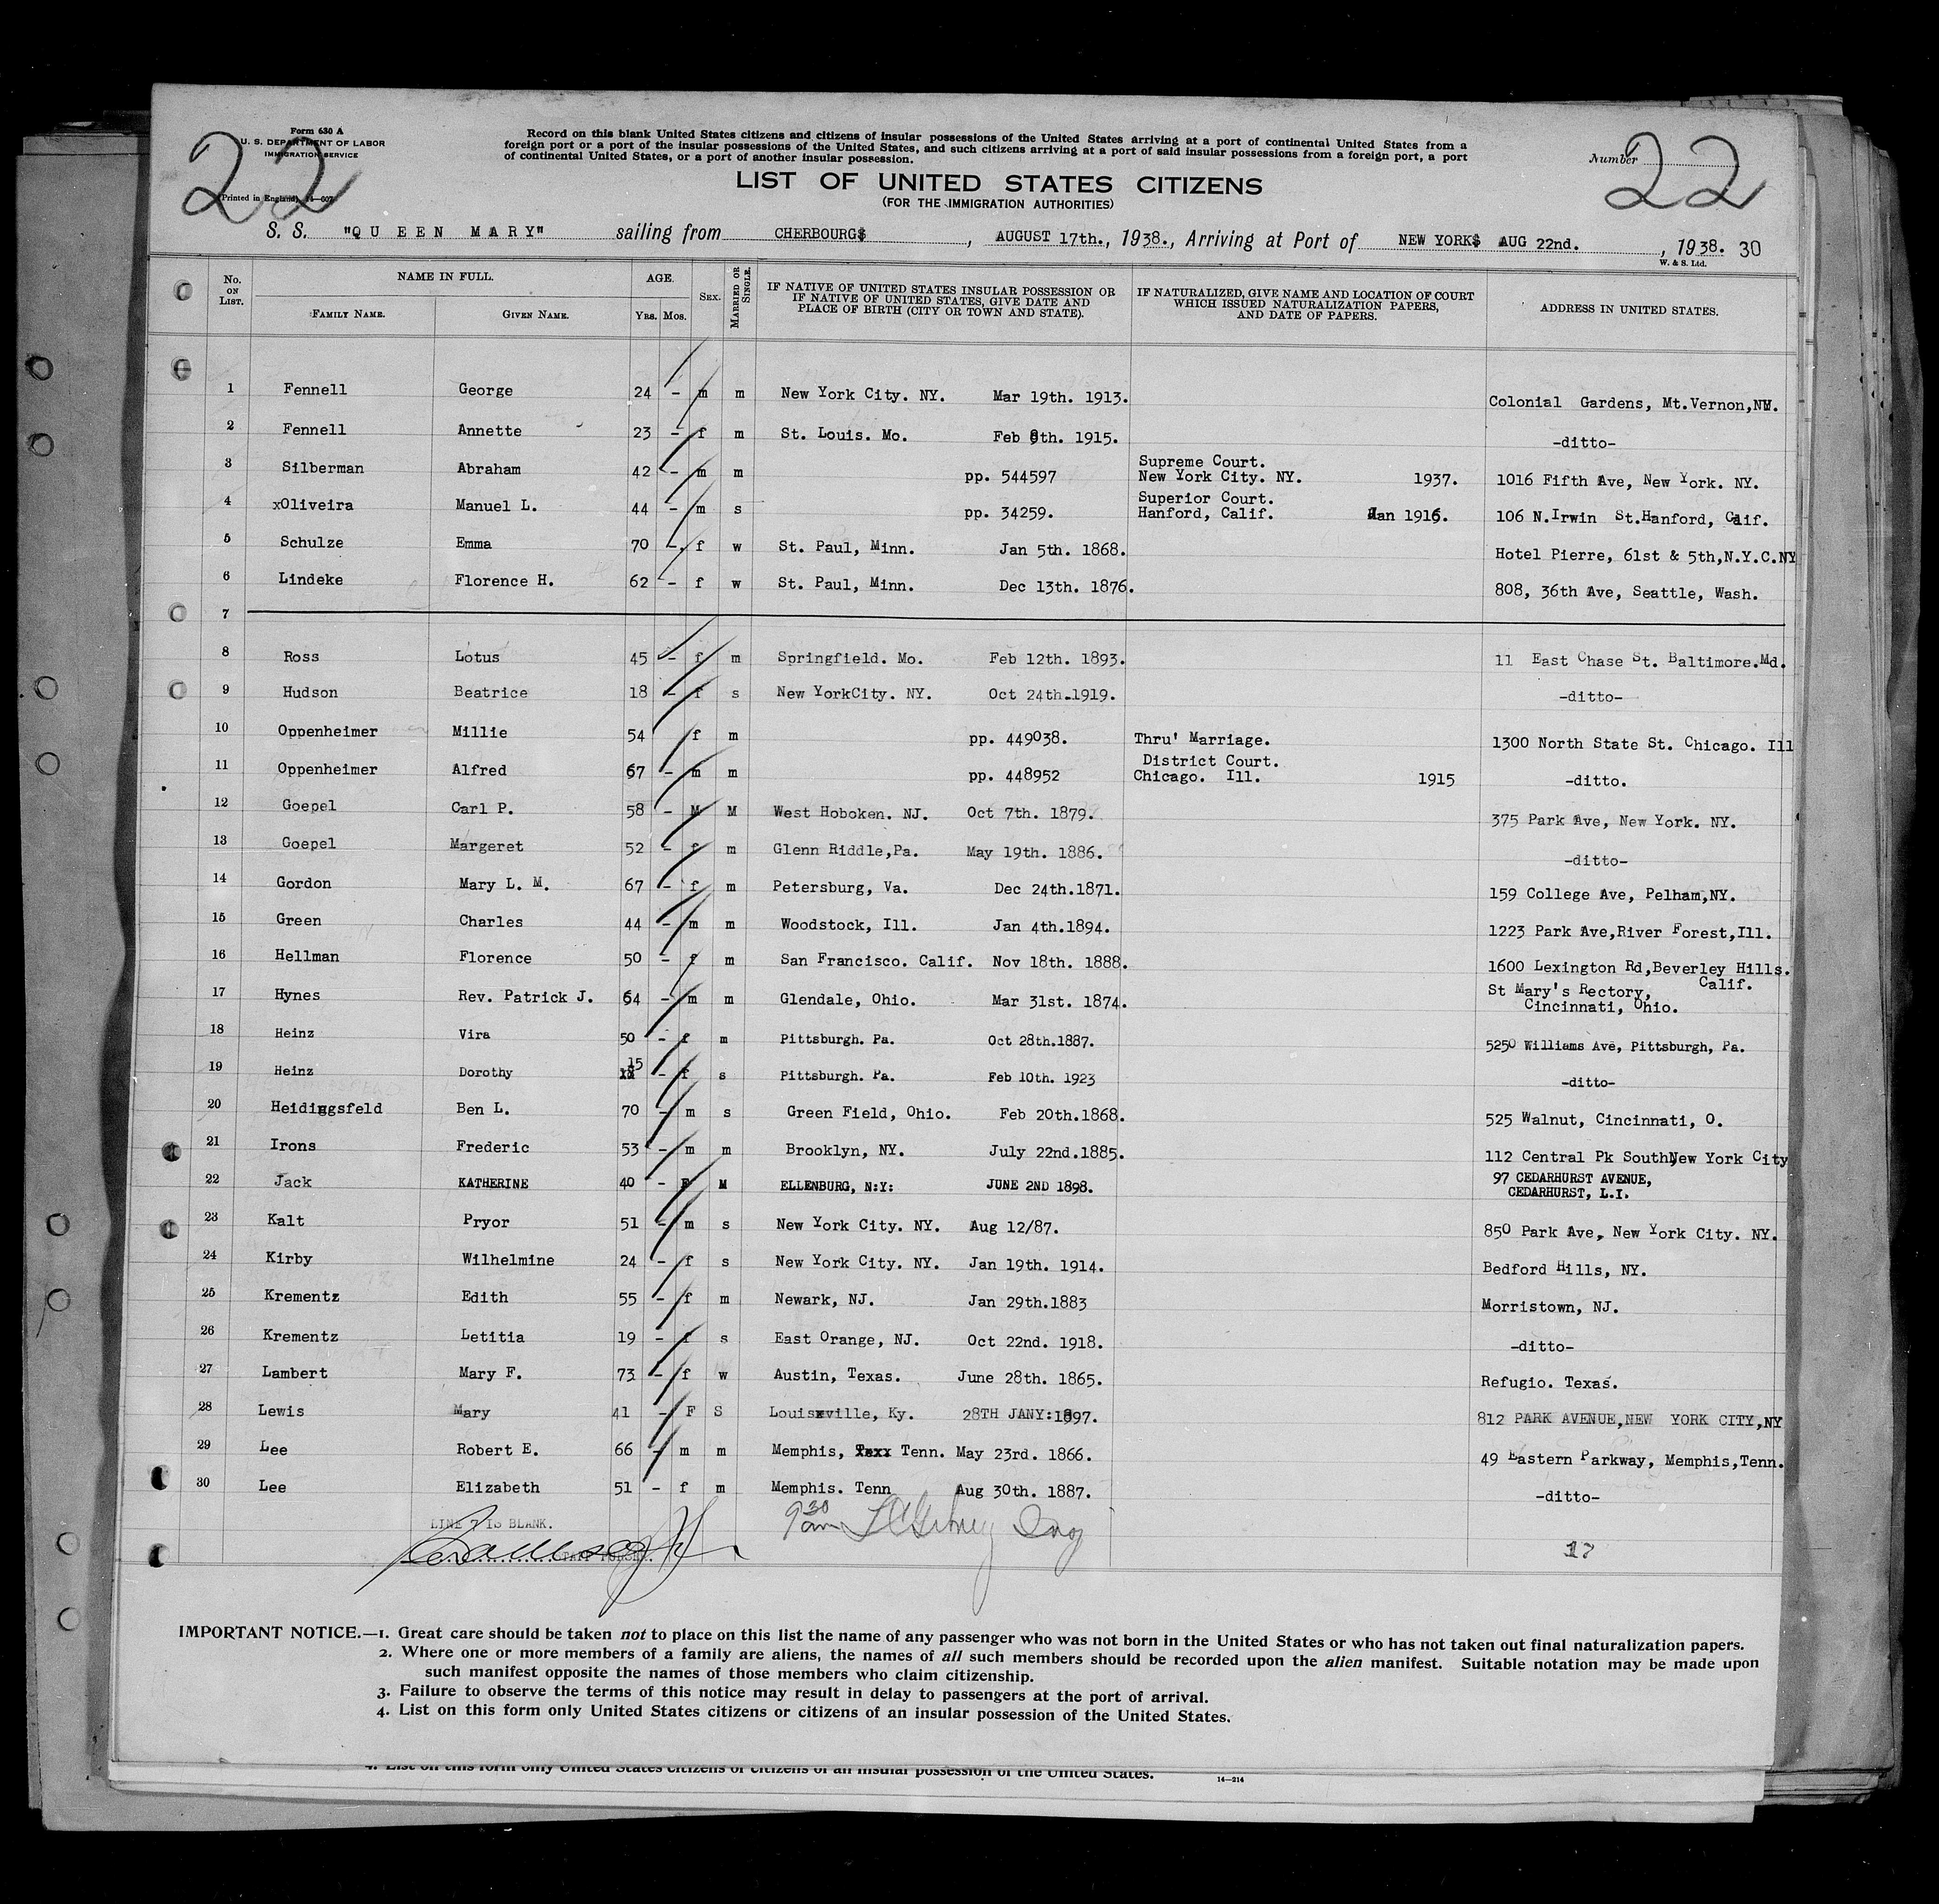 22
Form 630 A
U. S. DEPARTMENT OF LABOR
IMMIGRATION SERVICE
(Printed in England) 14—607
Record on this blank United States citizens and citizens of insular possessions of the United States arriving at a port of continental United States from a
foreign port or a port of the insular possessions of the United States, and such citizens arriving at a port of said insular possessions from a foreign port, a port
of continental United States, or a port of another insular possession.
Number 22
LIST OF UNITED STATES CITIZENS
(FOR THE IMMIGRATION AUTHORITIES)
S. S. "QUEEN MARY" sailing from CHERBOURG$ , AUGUST 17th., 1938., Arriving at Port of NEW YORK$ AUG 22nd. , 1938. 30
W. & S. Ltd.
No. ON LIST. NAME IN FULL. FAMILY NAME. GIVEN NAME. AGE. YRS. MOS. SEX. MARRIED OR SINGLE. IF NATIVE OF UNITED STATES INSULAR POSSESSION OR IF NATIVE OF UNITED STATES, GIVE DATE AND PLACE OF BIRTH (CITY OR TOWN AND STATE). IF NATURALIZED, GIVE NAME AND LOCATION OF COURT WHICH ISSUED NATURALIZATION PAPERS, AND DATE OF PAPERS. ADDRESS IN UNITED STATES.
1 Fennell George 24 - m m New York City. NY. Mar 19th. 1913. Colonial Gardens, Mt.Vernon,NY.
2 Fennell Annette 23 - f m St. Louis. Mo. Feb 8th. 1915. -ditto-
3 Silberman Abraham 42 - m m pp. 544597 Supreme Court. New York City. NY. 1937. 1016 Fifth Ave, New York. NY.
4 xOliveira Manuel L. 44 - m s pp. 34259. Superior Court. Hanford, Calif. Jan 1916. 106 N.Irwin St.Hanford, Calif.
5 Schulze Emma 70 - f w St. Paul, Minn. Jan 5th. 1868. Hotel Pierre, 61st & 5th,N.Y.C.NY
6 Lindeke Florence H. 62 - f w St. Paul, Minn. Dec 13th. 1876. 808, 36th Ave, Seattle, Wash.
7
8 Ross Lotus 45 - f m Springfield. Mo. Feb 12th. 1893. 11 East Chase St. Baltimore.Md.
9 Hudson Beatrice 18 - f s New YorkCity. NY. Oct 24th.1919. -ditto-
10 Oppenheimer Millie 54 f m pp. 449038. Thru' Marriage. 1300 North State St. Chicago. Ill
11 Oppenheimer Alfred 67 - m m pp. 448952 District Court. Chicago. Ill. 1915 -ditto.
12 Goepel Carl P. 58 - M M West Hoboken. NJ. Oct 7th. 1879. 375 Park Ave, New York. NY.
13 Goepel Margeret 52 - f m Glenn Riddle,Pa. May 19th. 1886. -ditto-
14 Gordon Mary L. M. 67 - f m Petersburg, Va. Dec 24th.1871. 159 College Ave, Pelham,NY.
15 Green Charles 44 - m m Woodstock, Ill. Jan 4th.1894. 1223 Park Ave,River Forest,Ill.
16 Hellman Florence 50 - f m San Francisco. Calif. Nov 18th. 1888. 1600 Lexington Rd,Beverley Hills. Calif.
17 Hynes Rev. Patrick J. 64 - m m Glendale, Ohio. Mar 31st. 1874. St Mary's Rectory, Cincinnati, Ohio.
18 Heinz Vira 50 - f m Pittsburgh. Pa. Oct 28th.1887. 5250 Williams Ave, Pittsburgh, Pa.
19 Heinz Dorothy 15 - f s Pittsburgh. Pa. Feb 10th. 1923 -ditto-
20 Heidingsfeld Ben L. 70 - m s Green Field, Ohio. Feb 20th.1868. 525 Walnut, Cincinnati, O.
21 Irons Frederic 53 - m m Brooklyn, NY. July 22nd.1885. 112 Central Pk South,New York City
22 Jack KATHERINE 40 - F M ELLENBURG, N:Y: JUNE 2ND 1898. 97 CEDARHURST AVENUE, CEDARHURST, L.I.
23 Kalt Pryor 51 - m s New York City. NY. Aug 12/87. 850 Park Ave, New York City. NY.
24 Kirby Wilhelmine 24 - f s New York City. NY. Jan 19th. 1914. Bedford Hills, NY.
25 Krementz Edith 55 - f m Newark, NJ. Jan 29th.1883 Morristown, NJ.
26 Krementz Letitia 19 - f s East Orange, NJ. Oct 22nd. 1918. -ditto-
27 Lambert Mary F. 73 - f w Austin, Texas. June 28th. 1865. Refugio. Texas.
28 Lewis Mary 41 - F S Louisville, Ky. 28TH JANY:1897. 812 PARK AVENUE,NEW YORK CITY,NY
29 Lee Robert E. 66 - m m Memphis, Texx Tenn. May 23rd. 1866. 49 Eastern Parkway, Memphis,Tenn.
30 Lee Elizabeth 51 - f m Memphis. Tenn Aug 30th. 1887. -ditto-
LINE 7 IS BLANK.
9 30 am
17
IMPORTANT NOTICE.—1. Great care should be taken not to place on this list the name of any passenger who was not born in the United States or who has not taken out final naturalization papers.
2. Where one or more members of a family are aliens, the names of all such members should be recorded upon the alien manifest. Suitable notation may be made upon
such manifest opposite the names of those members who claim citizenship.
3. Failure to observe the terms of this notice may result in delay to passengers at the port of arrival.
4. List on this form only United States citizens or citizens of an insular possession of the United States.
4. List on this form only United States citizens or citizens of an insular possession of the United States.
14—214